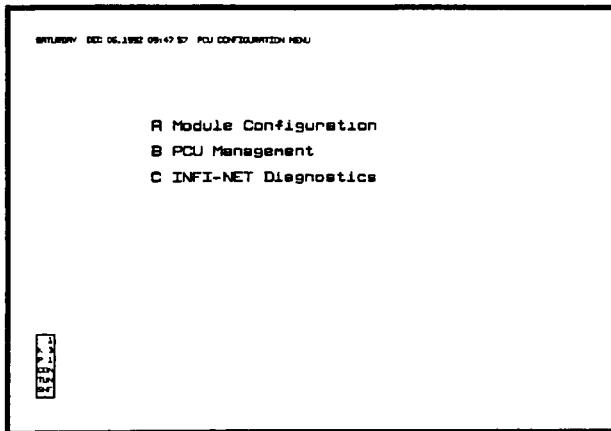 SATURDAY DEC 06,1992 09:47 57 PCU CONFIGURATION MENU
A Module Configuration
B PCU Management
C INFI-NET Diagnostics